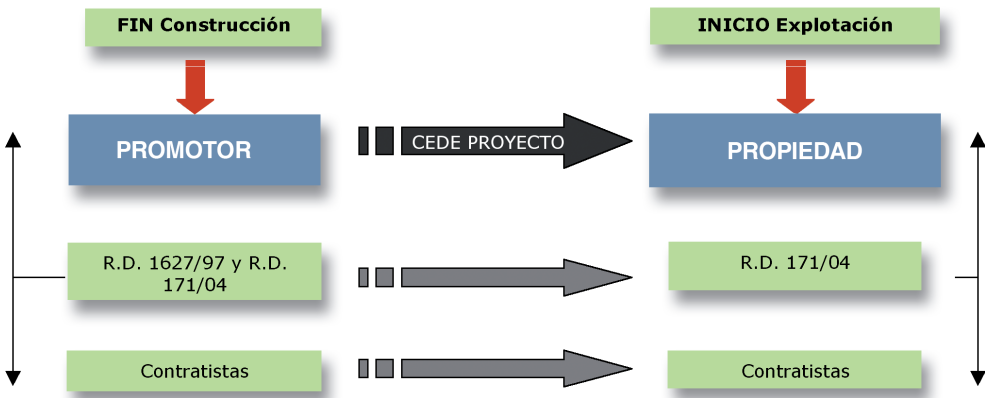 FIN Construcción
INICIO Explotación
PROMOTOR
CEDE PROYECTO
PROPIEDAD
R.D. 1627/97 y R.D.
171/04
R.D. 171/04
Contratistas
Contratistas